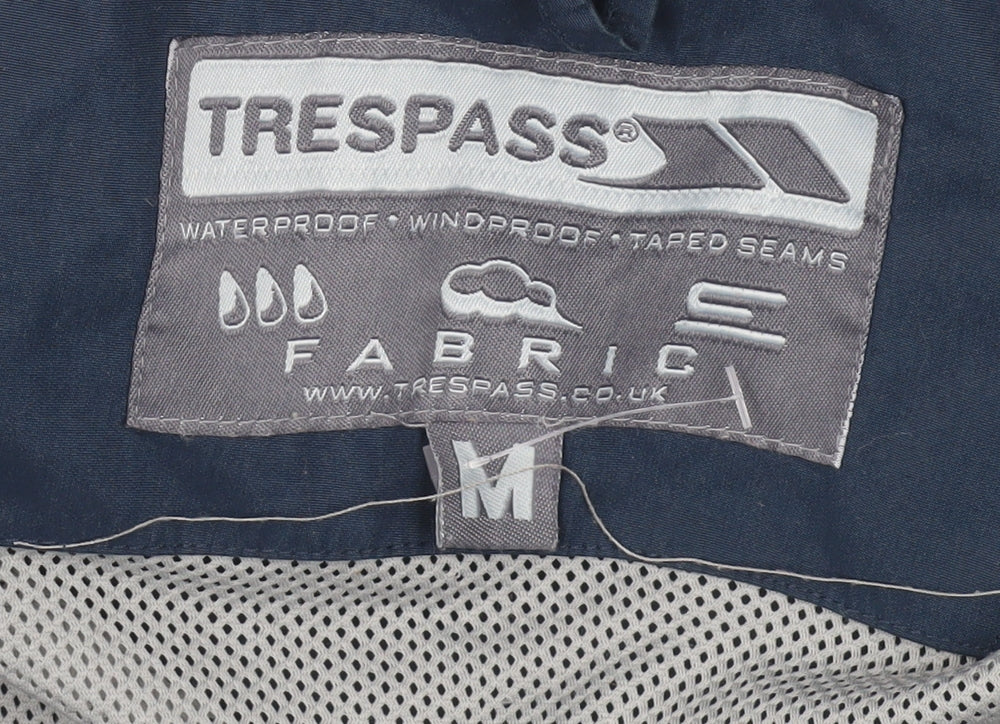 TRESPASS®
WATERPROOF • WINDPROOF • TAPED SEAMS
FABRIC
WWW.TRESPASS.CO.UK
M